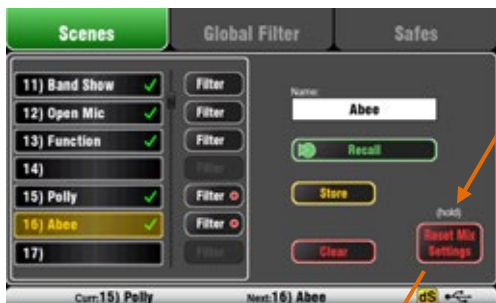 Scenes
Global Filter
Safes
11) Band Show
Filter
12) Open Mic
Filter
13) Function
Filter
14)
Filter
15) Polly
Filter
16) Abee
Filter
17)
Filter
Name:
Abee
Recall
Store
Clear
(hold)
Reset Mix
Settings
Curr:15) Polly
Next:16) Abee
dS